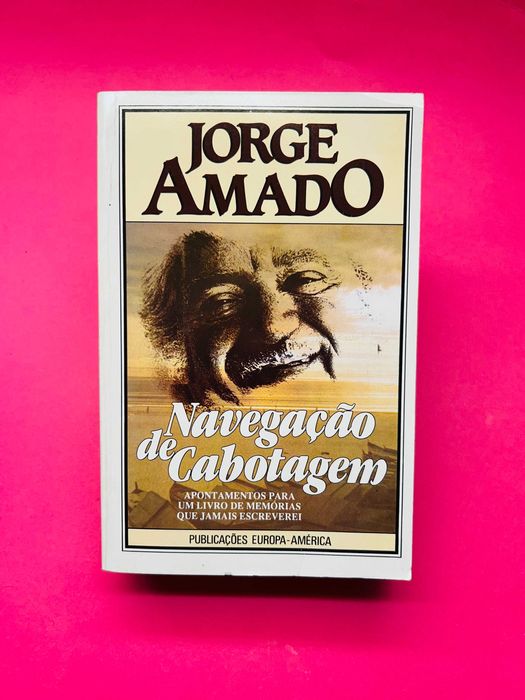 JORGE
AMADO
Navegação
de Cabotagem
APONTAMENTOS PARA
UM LIVRO DE MEMÓRIAS
QUE JAMAIS ESCREVEREI
PUBLICAÇÕES EUROPA-AMÉRICA